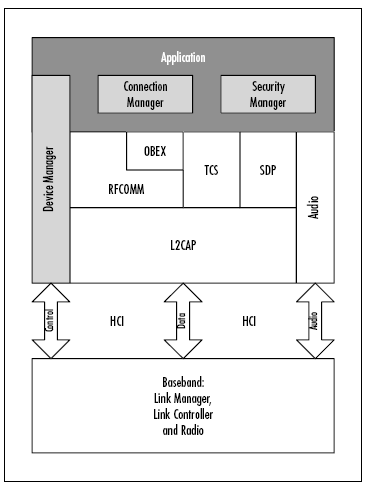 Application
Connection
Manager
Security
Manager
Device Manager
OBEX
RFCOMM
TCS
SDP
Audio
L2CAP
Control
HCI
Data
HCI
Audio
Baseband:
Link Manager,
Link Controller
and Radio